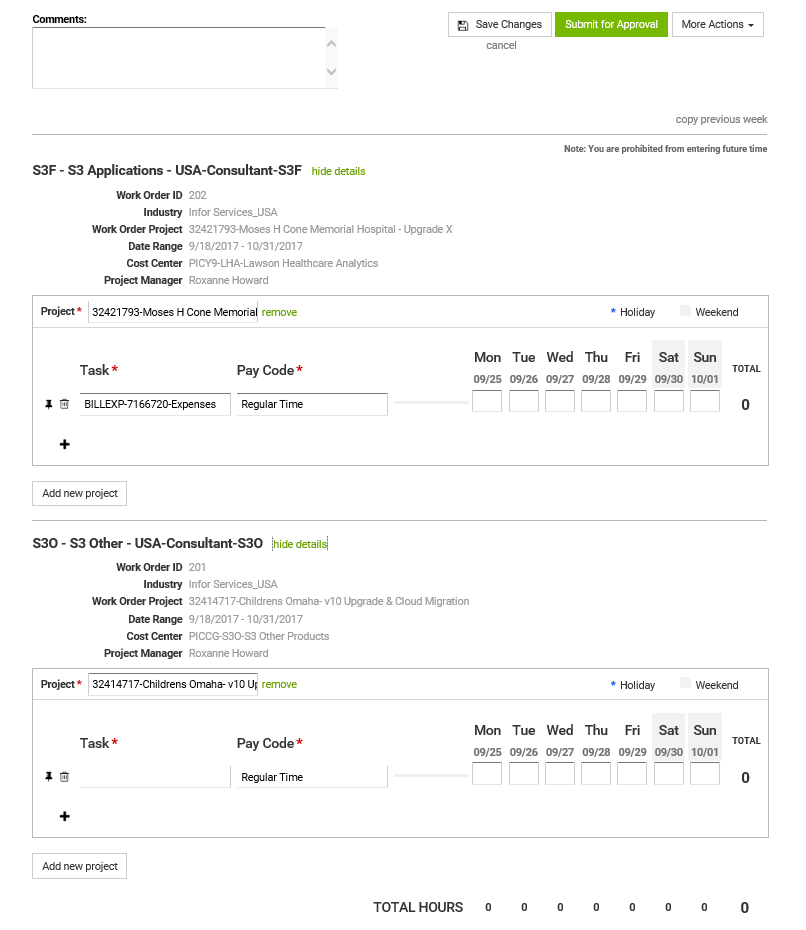 Comments:
Save Changes Submit for Approval More Actions
cancel
copy previous week
Note: You are prohibited from entering future time
S3F - S3 Applications - USA-Consultant-S3F hide details
Work Order ID 202
Industry Infor Services_USA
Work Order Project 32421793-Moses H Cone Memorial Hospital - Upgrade X
Date Range 9/18/2017 - 10/31/2017
Cost Center PICY9-LHA-Lawson Healthcare Analytics
Project Manager Roxanne Howard
Project * 32421793-Moses H Cone Memorial remove * Holiday Weekend
Mon Tue Wed Thu Fri Sat Sun
Task * Pay Code * TOTAL
09/25 09/26 09/27 09/28 09/29 09/30 10/01
BILLEXP-7166720-Expenses Regular Time 0
Add new project
S3O - S3 Other - USA-Consultant-S3O hide details
Work Order ID 201
Industry Infor Services_USA
Work Order Project 32414717-Childrens Omaha- v10 Upgrade & Cloud Migration
Date Range 9/18/2017 - 10/31/2017
Cost Center PICCG-S3O-S3 Other Products
Project Manager Roxanne Howard
Project * 32414717-Childrens Omaha- v10 Up remove * Holiday Weekend
Mon Tue Wed Thu Fri Sat Sun
Task * Pay Code * TOTAL
09/25 09/26 09/27 09/28 09/29 09/30 10/01
Regular Time 0
Add new project
TOTAL HOURS 0 0 0 0 0 0 0 0